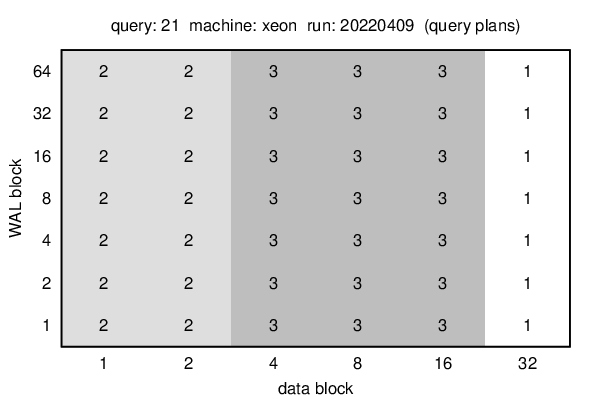 query: 21 machine: xeon run: 20220409 (query plans)
64 2 2 3 3 3 1
32 2 2 3 3 3 1
16 2 2 3 3 3 1
8 2 2 3 3 3 1
4 2 2 3 3 3 1
2 2 2 3 3 3 1
1 2 2 3 3 3 1
WAL block
1 2 4 8 16 32
data block